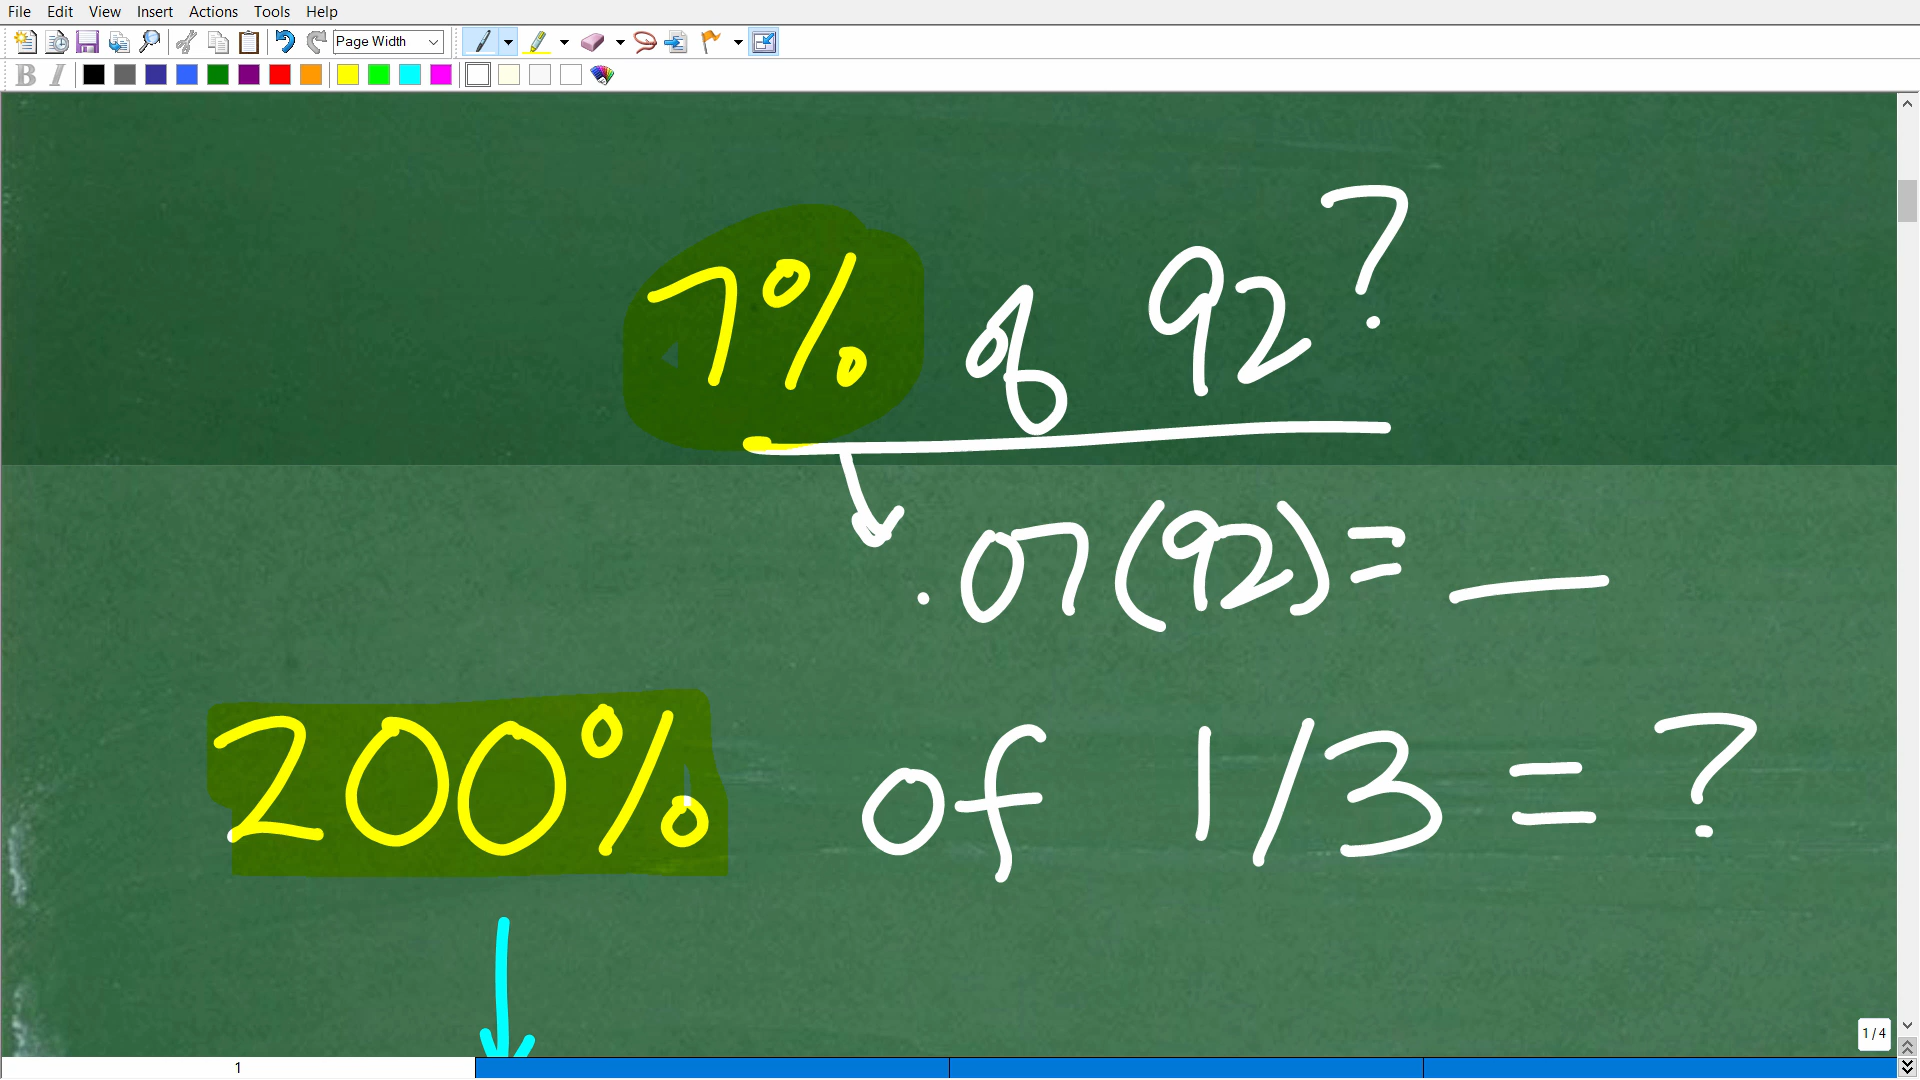 File Edit View Insert Actions Tools Help
Page Width
B I
7% of 92?
.07(92)= __
200% of 1/3 = ?
1/4
1